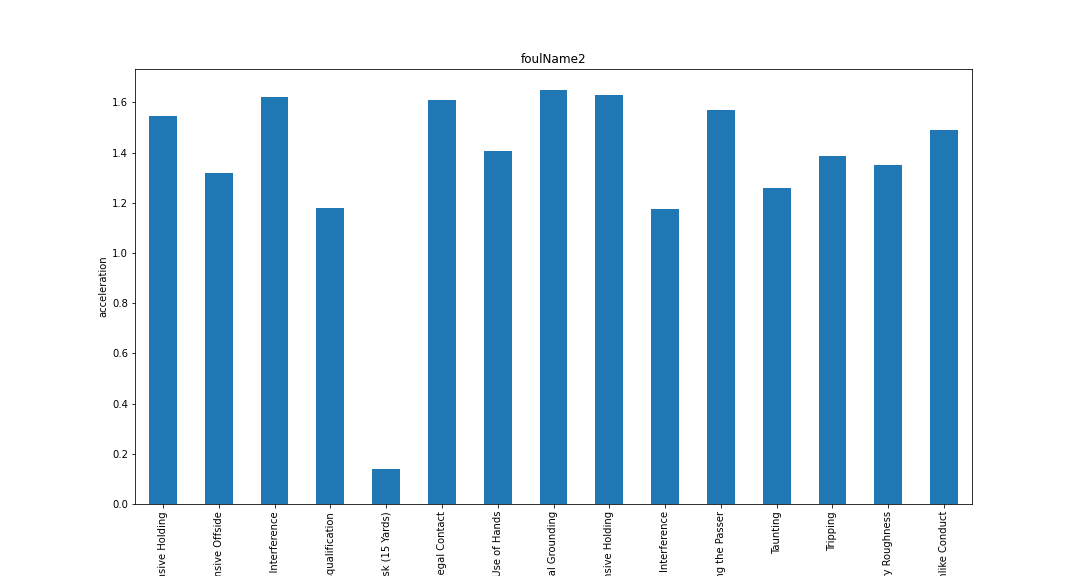 foulName2
acceleration
1.6
1.4
1.2
1.0
0.8
0.6
0.4
0.2
0.0
nsive Holding
nsive Offside
Interference
qualification
sk (15 Yards)
egal Contact
Use of Hands
al Grounding
nsive Holding
Interference
ng the Passer
Taunting
Tripping
y Roughness
nlike Conduct